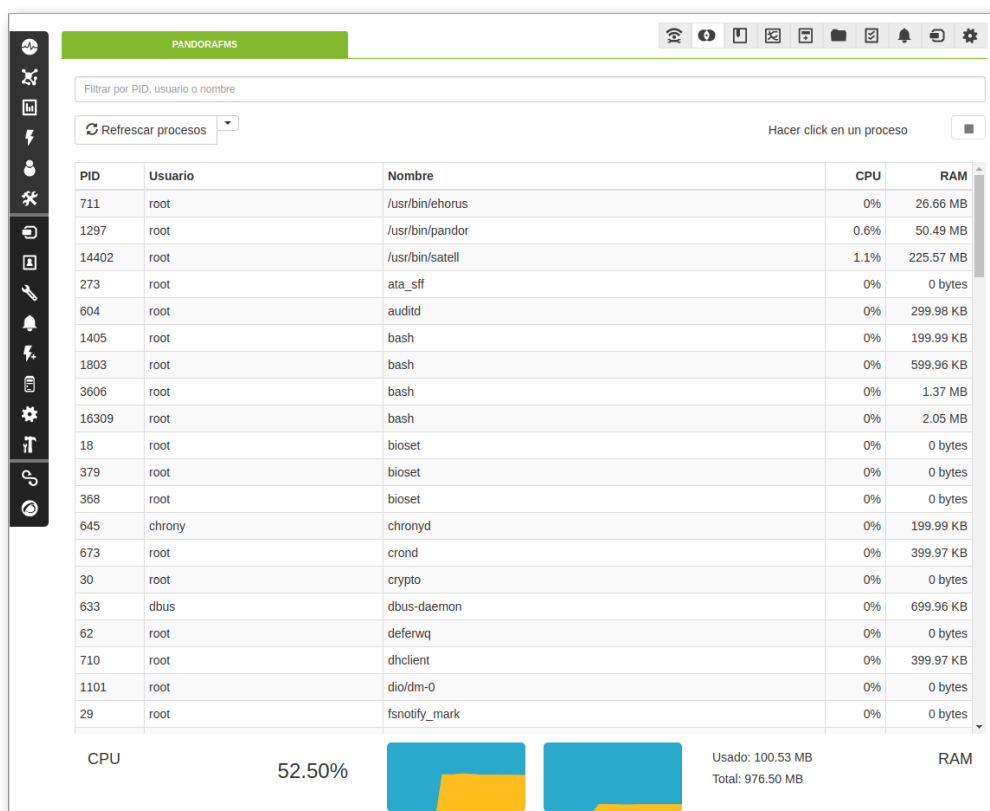 PANDORAFMS
Filtrar por PID, usuario o nombre
Refrescar procesos Hacer click en un proceso
PID Usuario Nombre CPU RAM
711 root /usr/bin/ehorus 0% 26.66 MB
1297 root /usr/bin/pandor 0.6% 50.49 MB
14402 root /usr/bin/satell 1.1% 225.57 MB
273 root ata_sff 0% 0 bytes
604 root auditd 0% 299.98 KB
1405 root bash 0% 199.99 KB
1803 root bash 0% 599.96 KB
3606 root bash 0% 1.37 MB
16309 root bash 0% 2.05 MB
18 root bioset 0% 0 bytes
379 root bioset 0% 0 bytes
368 root bioset 0% 0 bytes
645 chrony chronyd 0% 199.99 KB
673 root crond 0% 399.97 KB
30 root crypto 0% 0 bytes
633 dbus dbus-daemon 0% 699.96 KB
62 root deferwq 0% 0 bytes
710 root dhclient 0% 399.97 KB
1101 root dio/dm-0 0% 0 bytes
29 root fsnotify_mark 0% 0 bytes
CPU 52.50% Usado: 100.53 MB RAM
Total: 976.50 MB